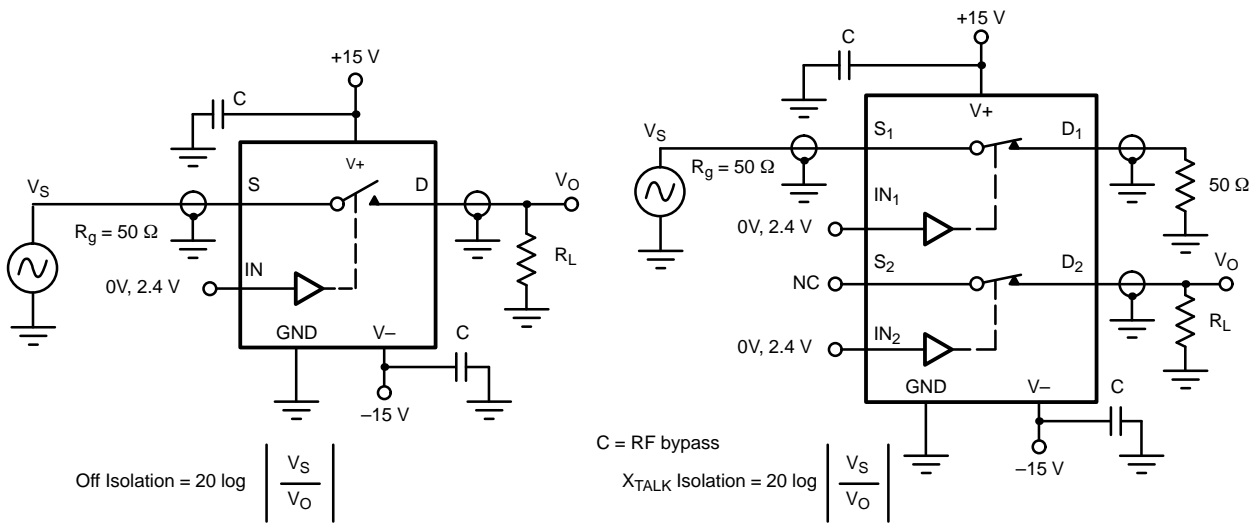 +15 V
C
V+
VS
S
D
VO
Rg = 50 Ω
RL
IN
0V, 2.4 V
GND
V–
C
–15 V
Off Isolation = 20 log | VS / VO |
+15 V
C
V+
VS
S1
D1
Rg = 50 Ω
50 Ω
IN1
0V, 2.4 V
S2
D2
VO
NC
RL
IN2
0V, 2.4 V
GND
V–
C
–15 V
C = RF bypass
XTALK Isolation = 20 log | VS / VO |